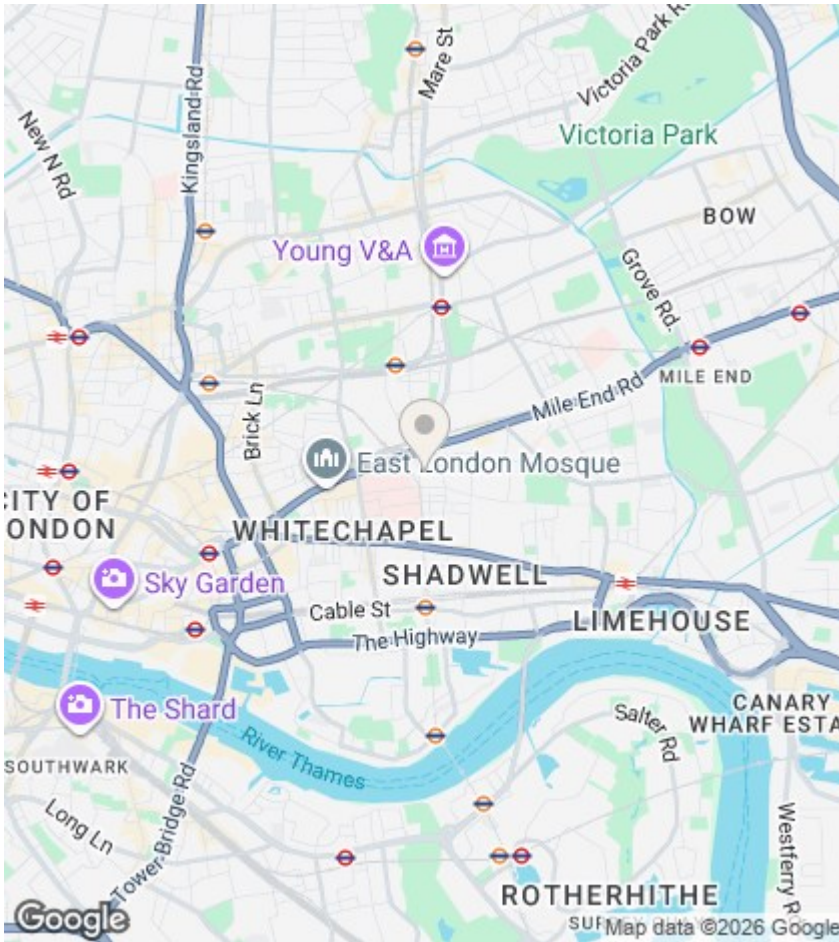 Mare St
Victoria Park Rd
Kingsland Rd
New N Rd
Victoria Park
BOW
Young V&A
Grove Rd.
MILE END
Mile End Rd
Brick Ln
East London Mosque
CITY OF
LONDON
WHITECHAPEL
Sky Garden
SHADWELL
Cable St
The Highway
LIMEHOUSE
The Shard
River Thames
CANARY
WHARF ESTA
Salter Rd
SOUTHWARK
Long Ln
Tower Bridge Rd
Westferry R
ROTHERHITHE
Google
Map data ©2026 Google